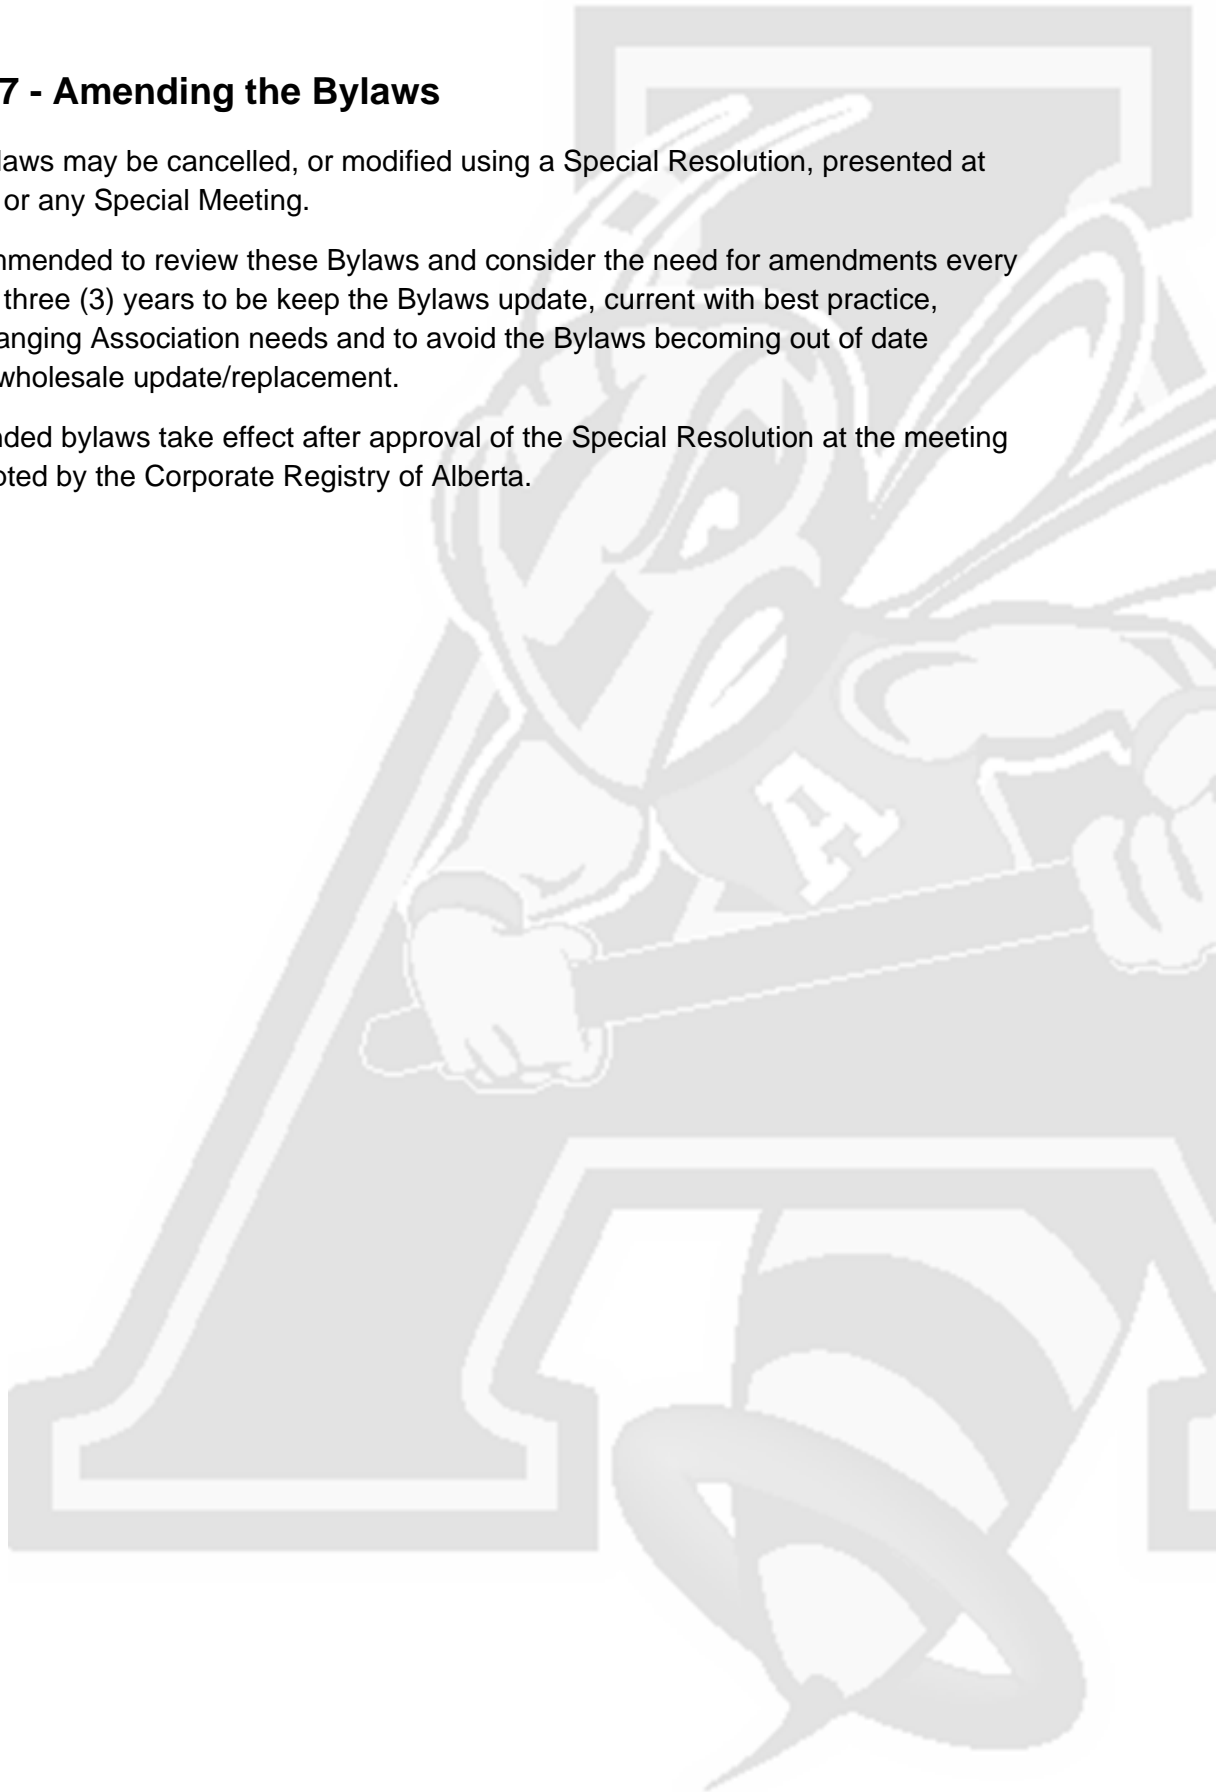 7 - Amending the Bylaws
laws may be cancelled, or modified using a Special Resolution, presented at
or any Special Meeting.
mmended to review these Bylaws and consider the need for amendments every
three (3) years to be keep the Bylaws update, current with best practice,
anging Association needs and to avoid the Bylaws becoming out of date
wholesale update/replacement.
nded bylaws take effect after approval of the Special Resolution at the meeting
oted by the Corporate Registry of Alberta.
A